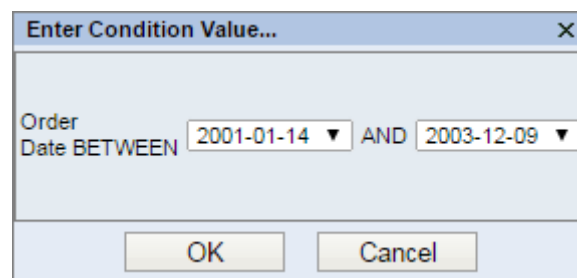 Enter Condition Value...
Order
Date BETWEEN 2001-01-14 AND 2003-12-09
OK Cancel